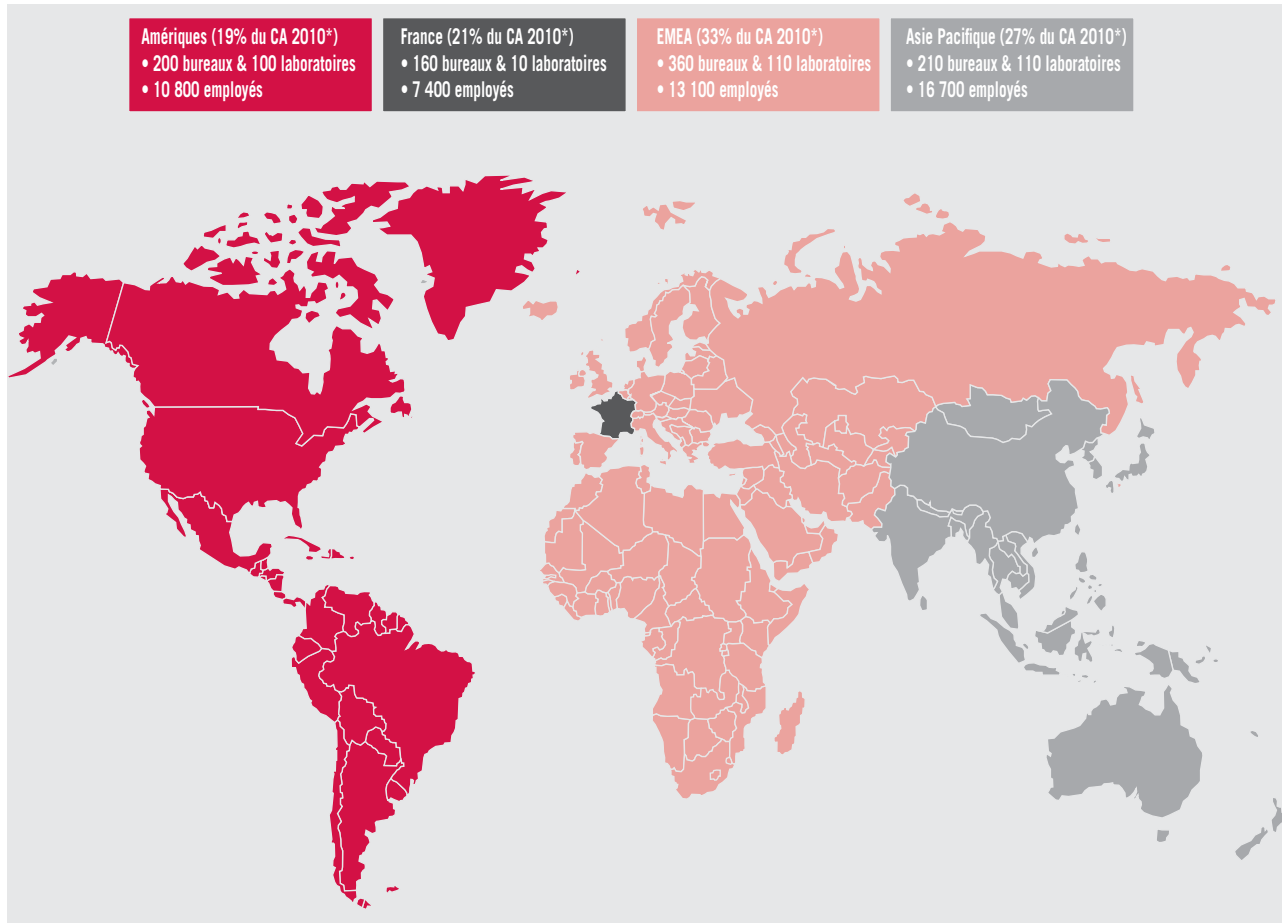 Amériques (19% du CA 2010*)
• 200 bureaux & 100 laboratoires
• 10 800 employés
France (21% du CA 2010*)
• 160 bureaux & 10 laboratoires
• 7 400 employés
EMEA (33% du CA 2010*)
• 360 bureaux & 110 laboratoires
• 13 100 employés
Asie Pacifique (27% du CA 2010*)
• 210 bureaux & 110 laboratoires
• 16 700 employés